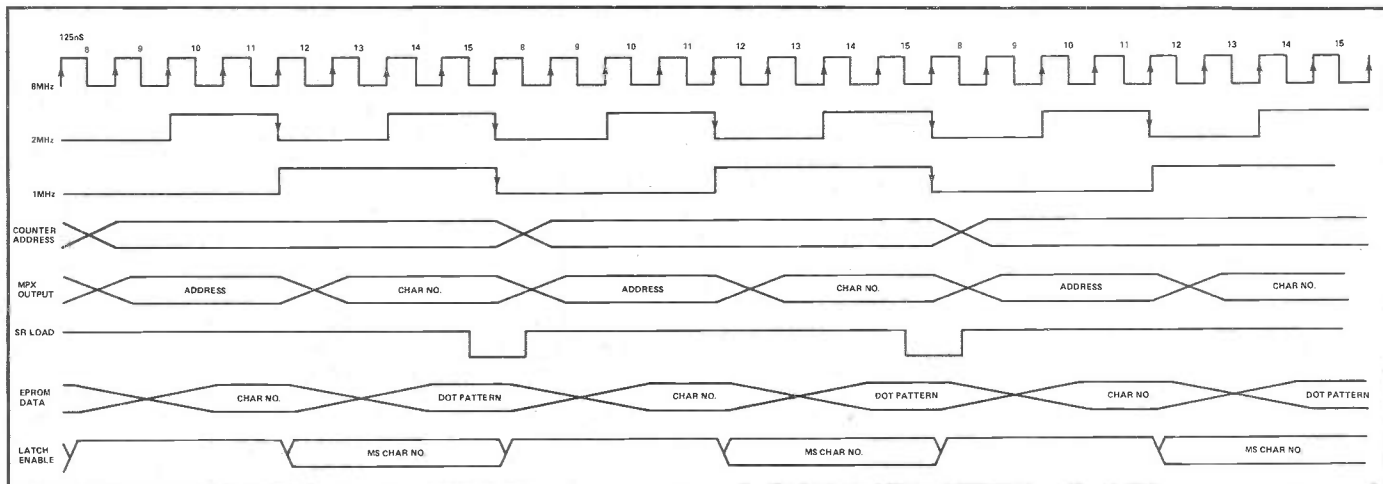 125nS
8 9 10 11 12 13 14 15 8 9 10 11 12 13 14 15 8 9 10 11 12 13 14 15
8MHz
2MHz
1MHz
COUNTER
ADDRESS
MPX
OUTPUT
ADDRESS CHAR NO. ADDRESS CHAR NO. ADDRESS CHAR NO.
SR LOAD
EPROM
DATA
CHAR NO. DOT PATTERN CHAR NO. DOT PATTERN CHAR NO DOT PATTERN
LATCH
ENABLE
MS CHAR NO. MS CHAR NO. MS CHAR NO.